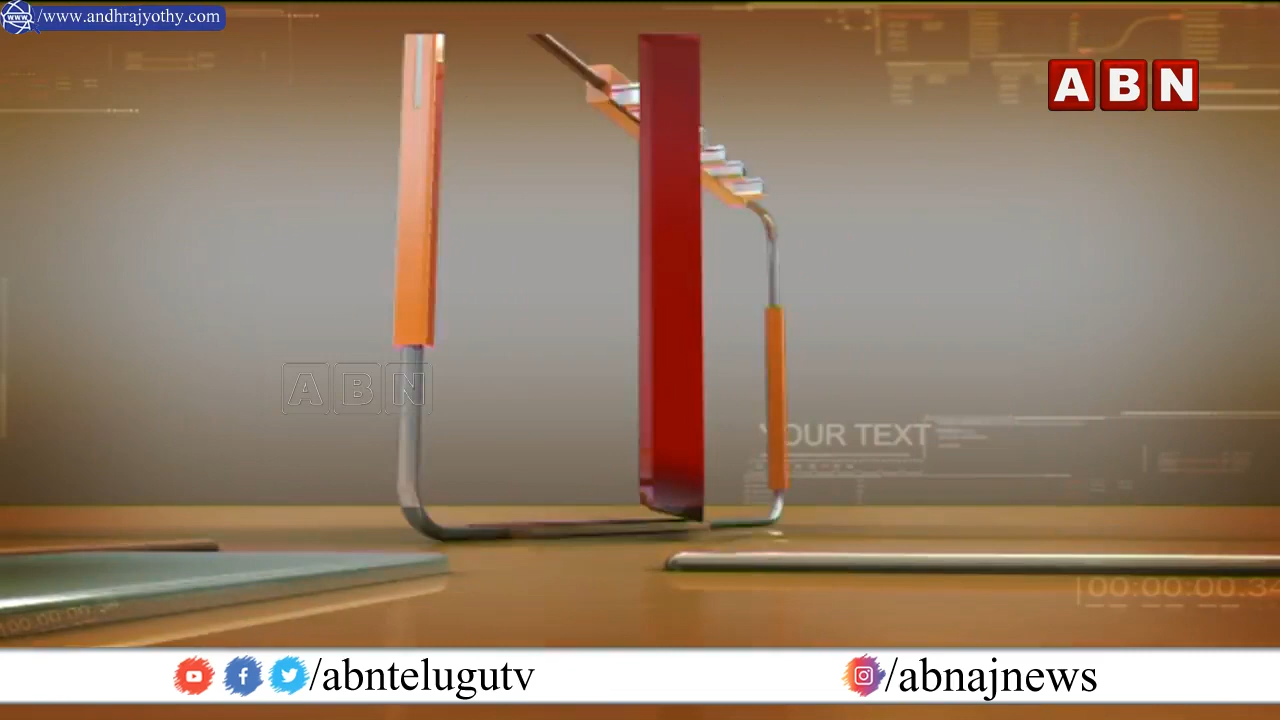 /www.andhrajyothy.com
ABN
ABN
YOUR TEXT
00:00:00.34
/abntelugutv
/abnajnews